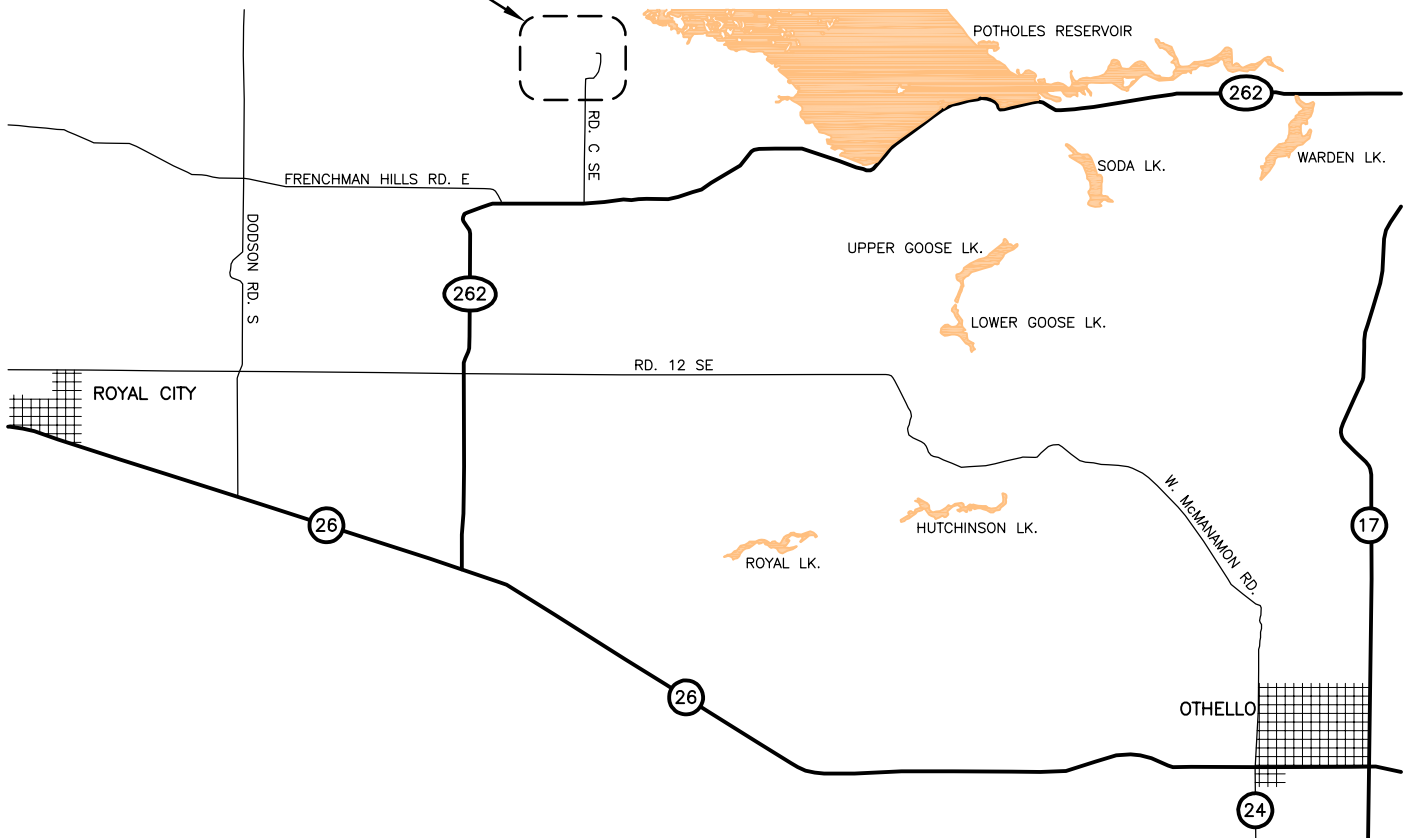 POTHOLES RESERVOIR
262
RD. C SE
SODA LK.
WARDEN LK.
FRENCHMAN HILLS RD. E
DODSON RD. S
UPPER GOOSE LK.
262
LOWER GOOSE LK.
RD. 12 SE
ROYAL CITY
26
W. McMANAMON RD.
HUTCHINSON LK.
17
ROYAL LK.
26
OTHELLO
24